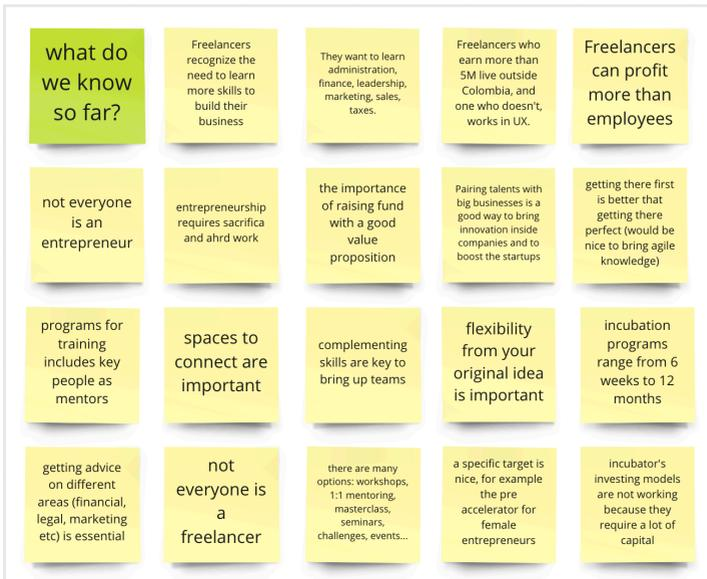 what do
we know
so far?
Freelancers
recognize the
need to learn
more skills to
build their
business
They want to learn
administration,
finance, leadership,
marketing, sales,
taxes.
Freelancers who
earn more than
5M live outside
Colombia, and
one who doesn't,
works in UX.
Freelancers
can profit
more than
employees
not everyone
is an
entrepreneur
entrepreneurship
requires sacrifica
and ahrd work
the importance
of raising fund
with a good
value
proposition
Pairing talents with
big businesses is a
good way to bring
innovation inside
companies and to
boost the startups
getting there first
is better that
getting there
perfect (would be
nice to bring agile
knowledge)
programs for
training
includes key
people as
mentors
spaces to
connect are
important
complementing
skills are key to
bring up teams
flexibility
from your
original idea
is important
incubation
programs
range from 6
weeks to 12
months
getting advice
on different
areas (financial,
legal, marketing
etc) is essential
not
everyone is
a
freelancer
there are many
options: workshops,
1:1 mentoring,
masterclass,
seminars,
challenges, events...
a specific target is
nice, for example
the pre
accelerator for
female
entrepreneurs
incubator's
investing models
are not working
because they
require a lot of
capital